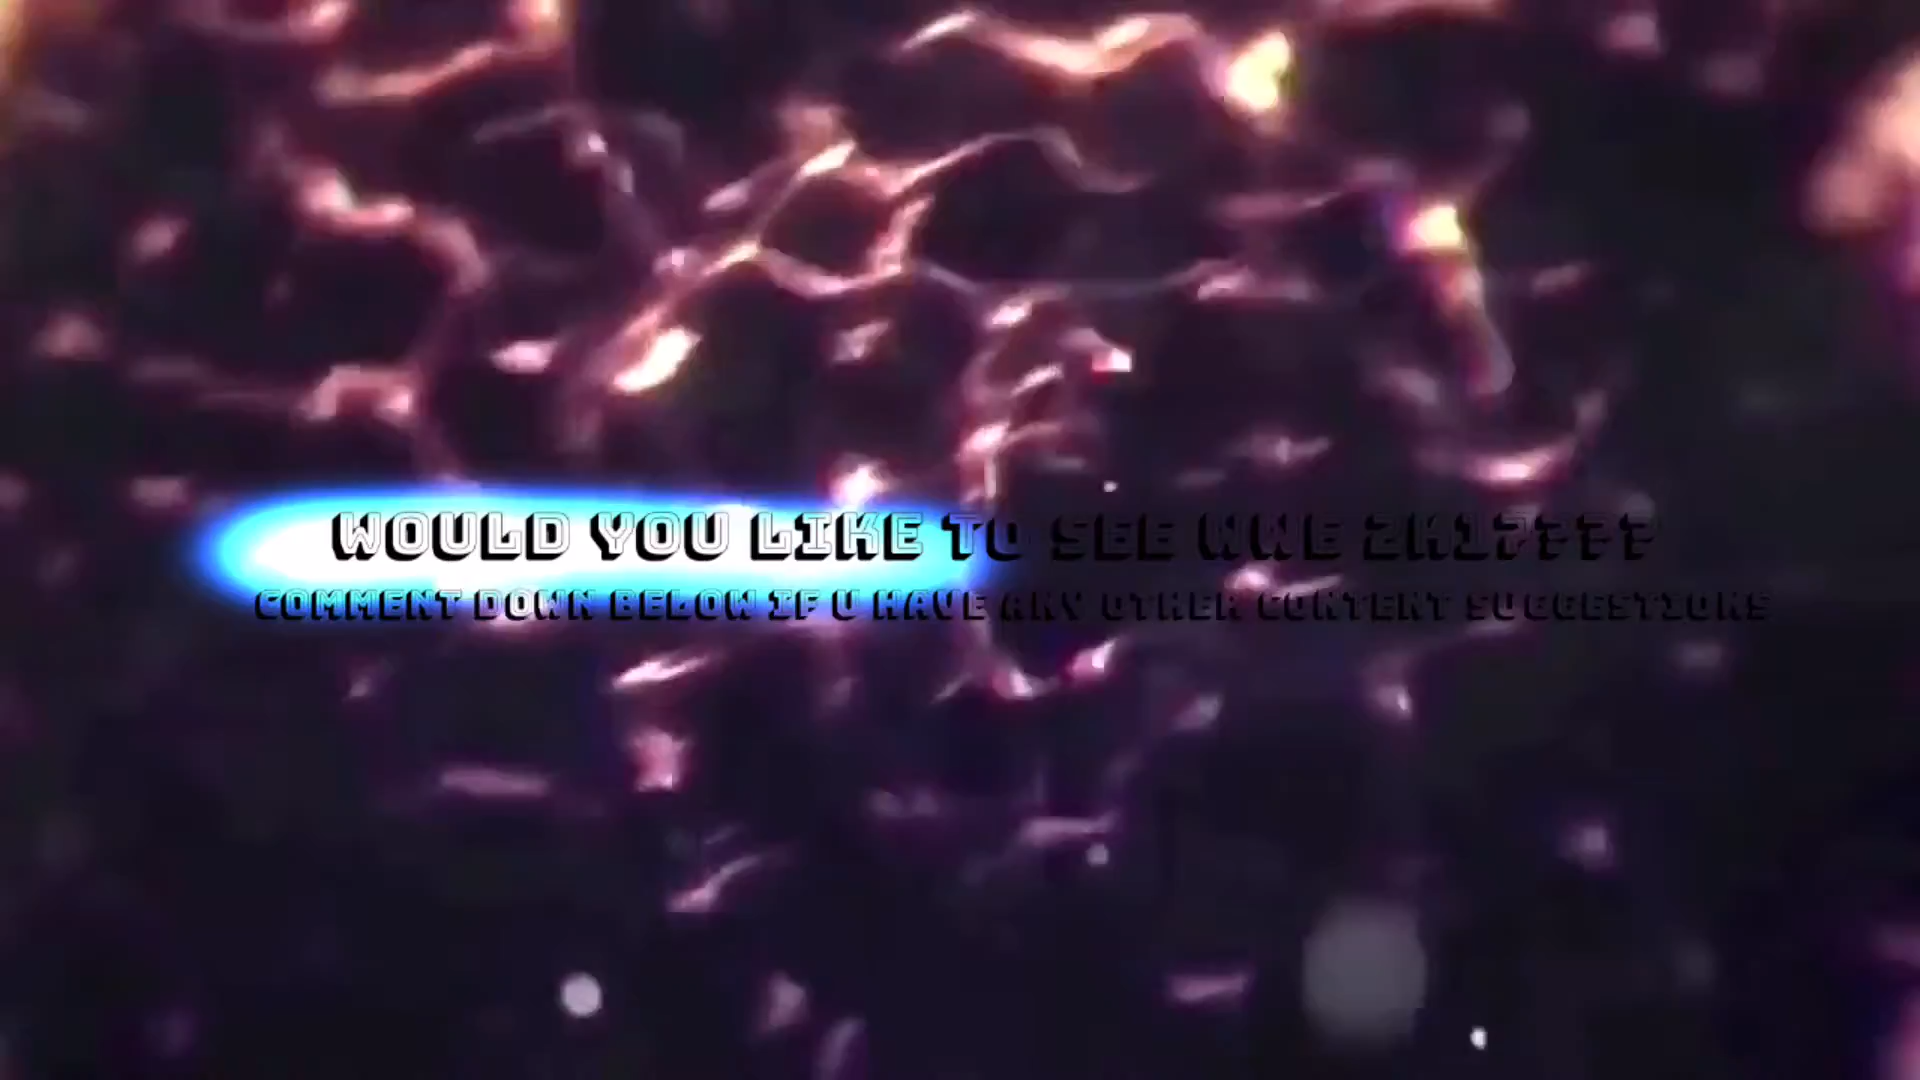 WOULD YOU LIKE TO SEE WWE 2K17???
COMMENT DOWN BELOW IF U HAVE ANY OTHER CONTENT SUGGESTIONS